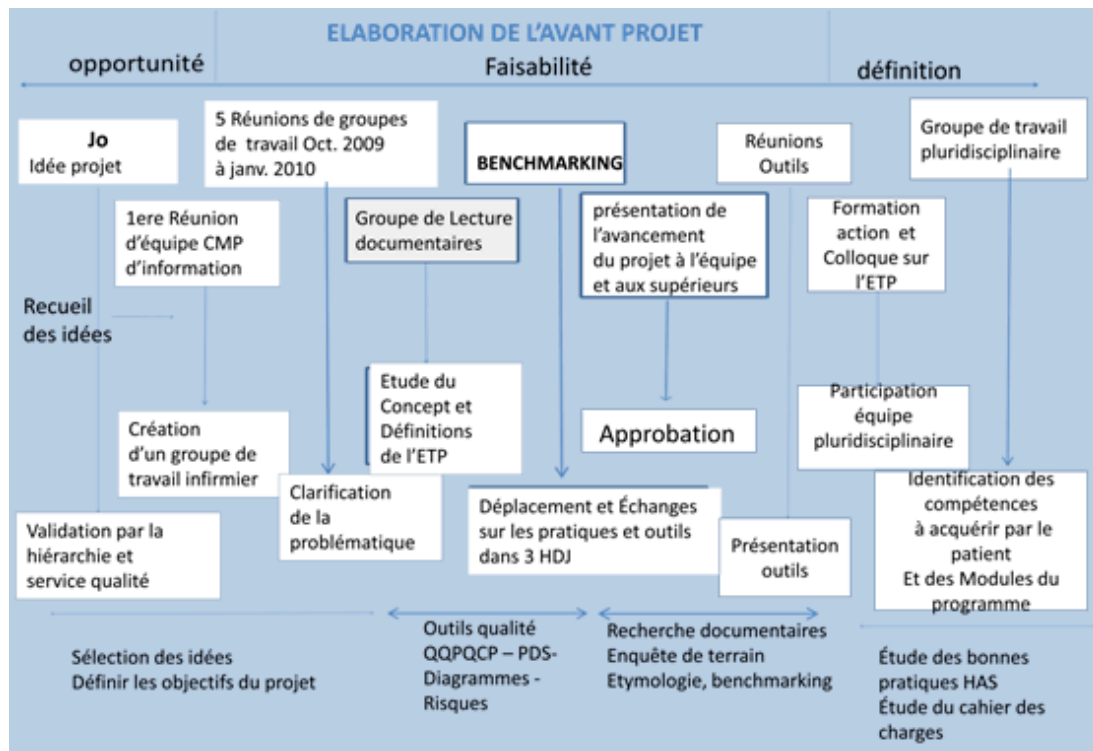 ELABORATION DE L'AVANT PROJET
opportunité
Faisabilité
définition
Jo
Idée projet
5 Réunions de groupes
de travail Oct. 2009
à janv. 2010
BENCHMARKING
Réunions
Outils
Groupe de travail
pluridisciplinaire
1ere Réunion
d'équipe CMP
d'information
Groupe de Lecture
documentaires
présentation de
l'avancement
du projet à l'équipe
et aux supérieurs
Formation
action et
Colloque sur
l'ETP
Recueil
des idées
Création
d'un groupe de
travail infirmier
Etude du
Concept et
Définitions
de l'ETP
Approbation
Participation
équipe
pluridisciplinaire
Validation par la
hiérarchie et
service qualité
Clarification
de la
problématique
Déplacement et Échanges
sur les pratiques et outils
dans 3 HDJ
Présentation
outils
Identification des
compétences
à acquérir par le
patient
Et des Modules du
programme
Sélection des idées
Définir les objectifs du projet
Outils qualité
QQPQCP – PDS-
Diagrammes -
Risques
Recherche documentaires
Enquête de terrain
Etymologie, benchmarking
Étude des bonnes
pratiques HAS
Étude du cahier des
charges